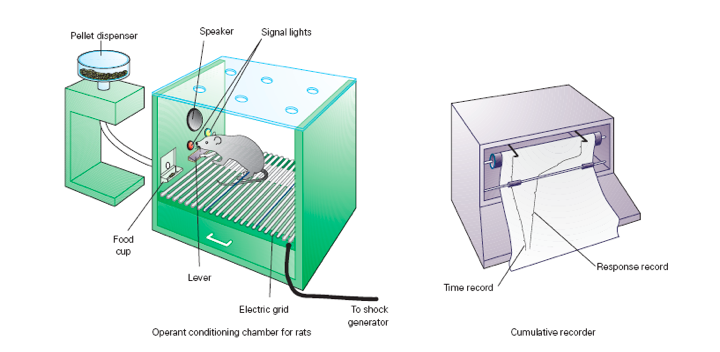 Pellet dispenser
Speaker
Signal lights
Food
cup
Lever
Electric grid
To shock
generator
Operant conditioning chamber for rats
Response record
Time record
Cumulative recorder